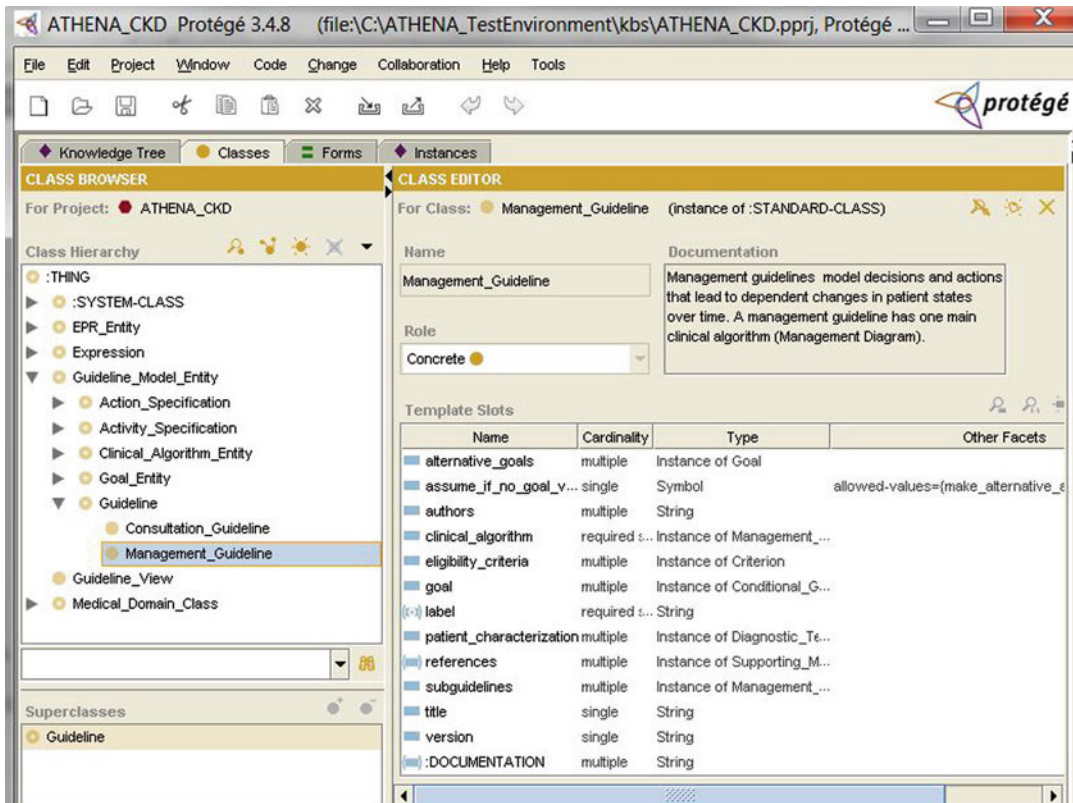 ATHENA_CKD Protégé 3.4.8 (file:\C:\ATHENA_TestEnvironment\kbs\ATHENA_CKD.pprj, Protégé ...
File Edit Project Window Code Change Collaboration Help Tools
protégé
Knowledge Tree Classes Forms Instances
CLASS BROWSER
For Project: ATHENA_CKD
Class Hierarchy
:THING
:SYSTEM-CLASS
EPR_Entity
Expression
Guideline_Model_Entity
Action_Specification
Activity_Specification
Clinical_Algorithm_Entity
Goal_Entity
Guideline
Consultation_Guideline
Management_Guideline
Guideline_View
Medical_Domain_Class
Superclasses
Guideline
CLASS EDITOR
For Class: Management_Guideline (instance of :STANDARD-CLASS)
Name
Management_Guideline
Role
Concrete
Documentation
Management guidelines model decisions and actions
that lead to dependent changes in patient states
over time. A management guideline has one main
clinical algorithm (Management Diagram).
Template Slots
Name Cardinality Type Other Facets
alternative_goals multiple Instance of Goal
assume_if_no_goal_v... single Symbol allowed-values={make_alternative_a
authors multiple String
clinical_algorithm required s... Instance of Management_...
eligibility_criteria multiple Instance of Criterion
goal multiple Instance of Conditional_G...
label required s... String
patient_characterization multiple Instance of Diagnostic_Te...
references multiple Instance of Supporting_M...
subguidelines multiple Instance of Management_...
title single String
version single String
:DOCUMENTATION multiple String